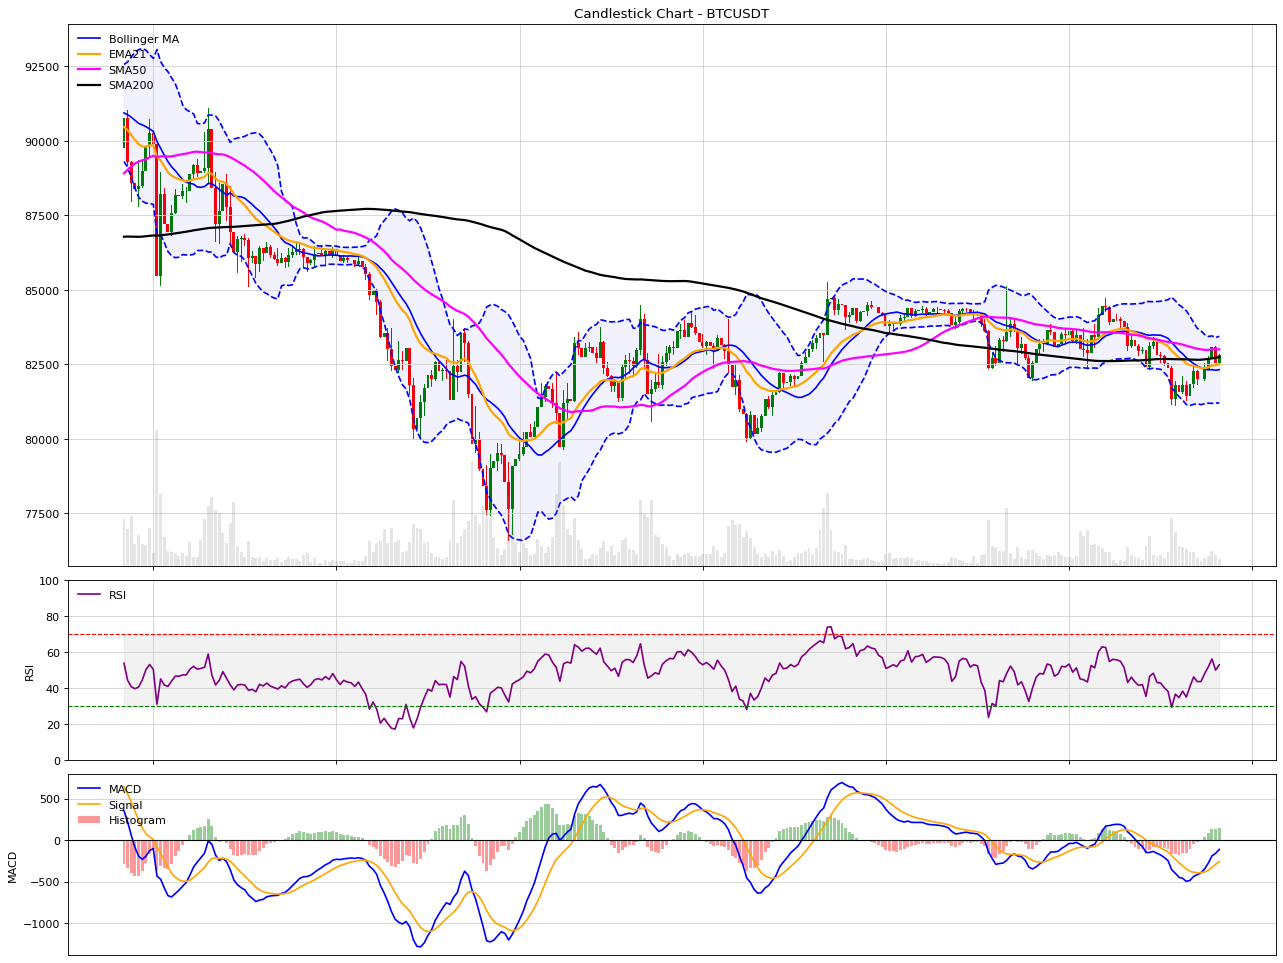 Candlestick Chart - BTCUSDT
Bollinger MA
EMA21
SMA50
SMA200
92500
90000
87500
85000
82500
80000
77500
RSI
RSI
100
80
60
40
20
0
MACD
Signal
Histogram
MACD
500
0
−500
−1000